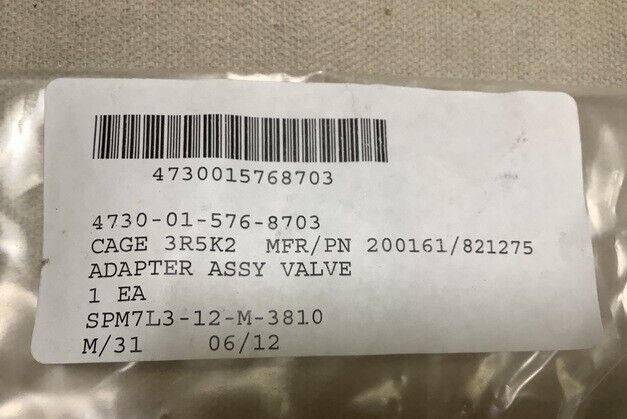 4730015768703
4730-01-576-8703
CAGE 3R5K2 MFR/PN 200161/821275
ADAPTER ASSY VALVE
1 EA
SPM7L3-12-M-3810
M/31 06/12